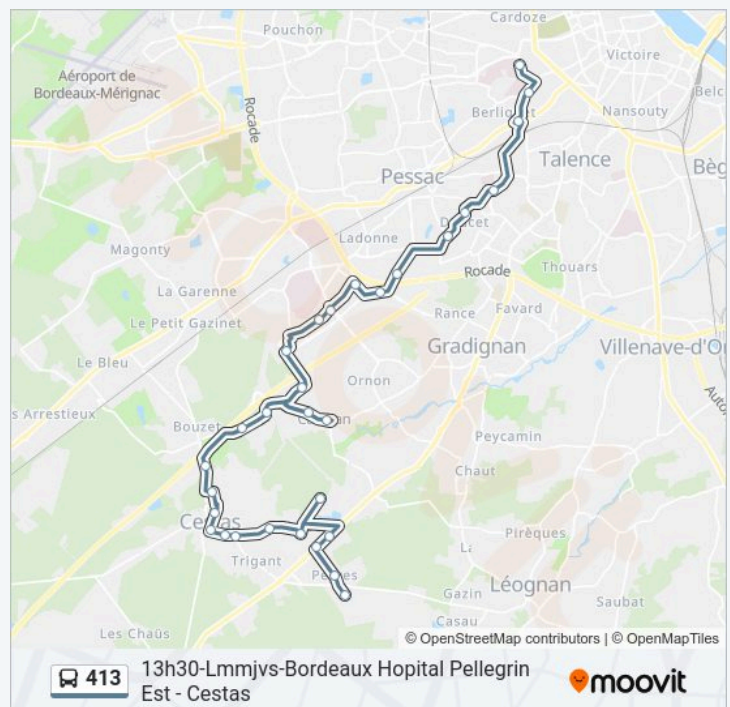 Cardoze
Pouchon
Victoire
Aéroport de
Bordeaux-Mérignac
Belc
Rocade
Nansouty
Talence
Bèg
Pessac
Ladonne
Magonty
Rocade
Thouars
La Garenne
Rance
Favard
Le Petit Gazinet
Gradignan
Villenave-d'O
Le Bleu
Ornon
s Arrestieux
Bouzet
Peycamin
Chaut
Cestas
Pirèques
Trigant
Léognan
Gazin
Saubat
Casau
Les Chaûs
© OpenStreetMap contributors | © OpenMapTiles
413
13h30-Lmmjvs-Bordeaux Hopital Pellegrin
Est - Cestas
moovit